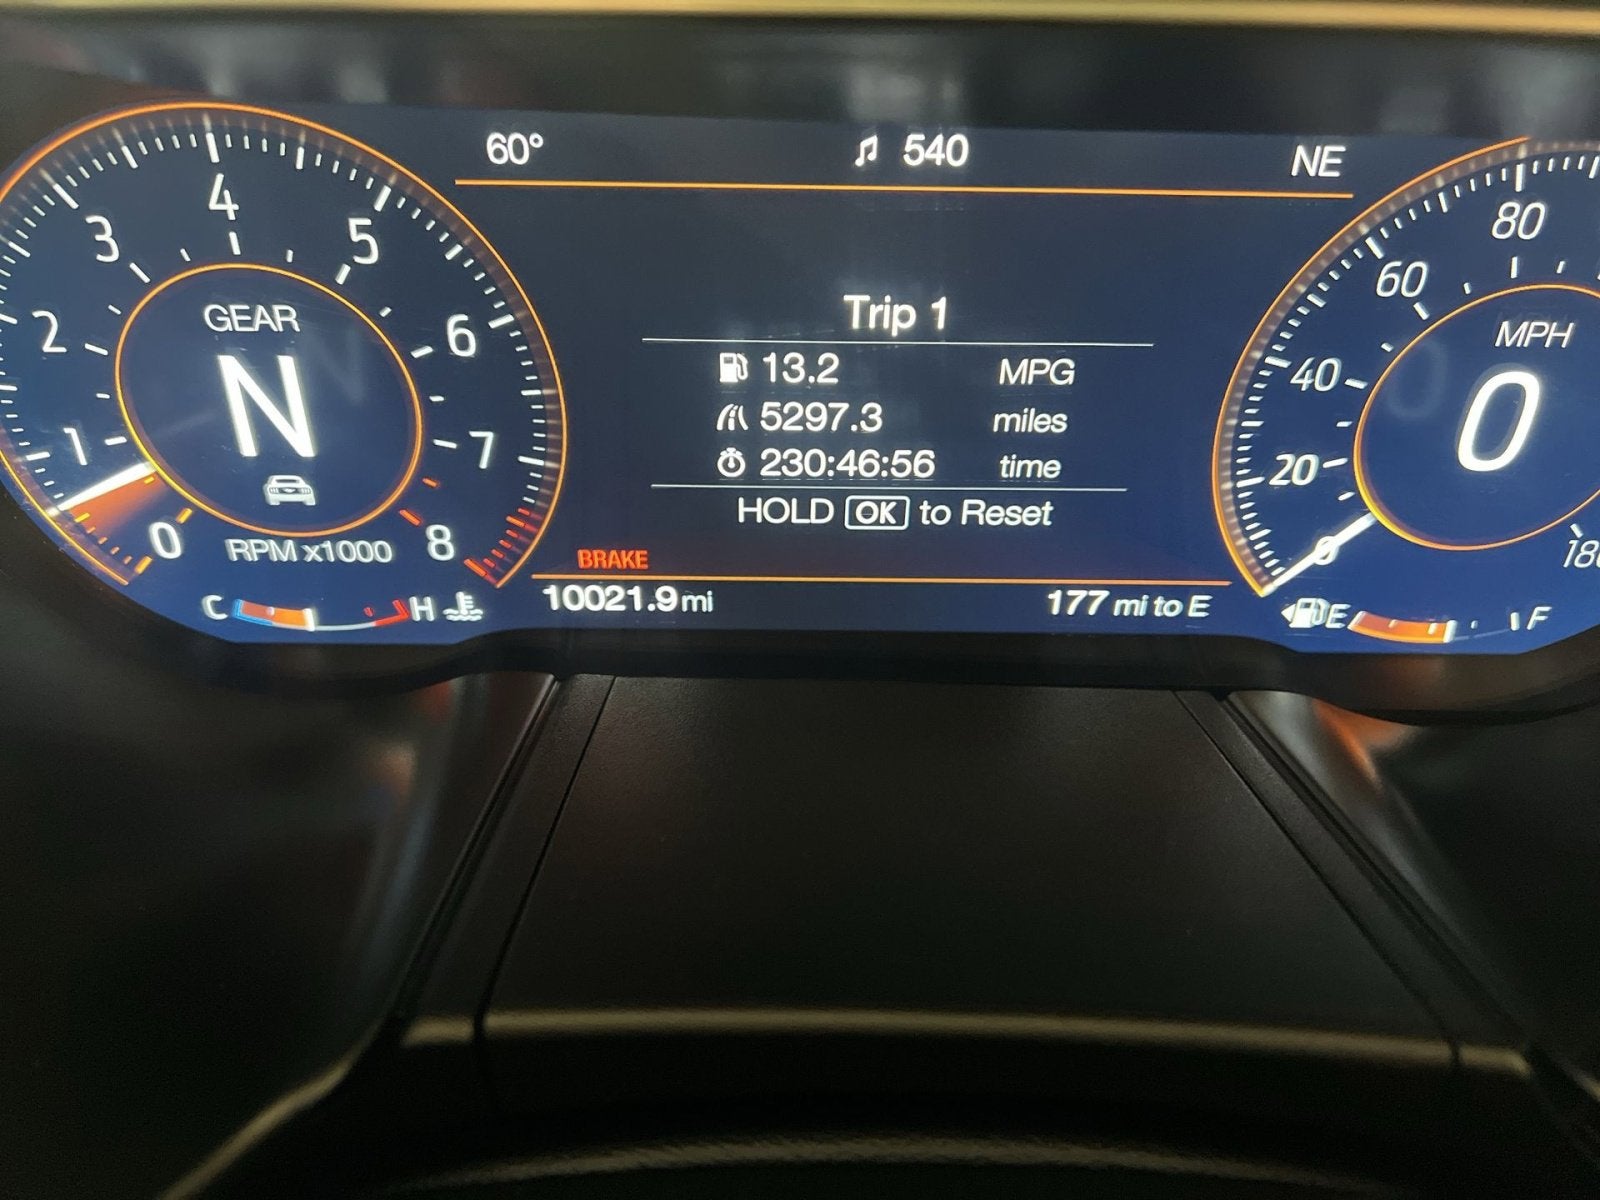 60° 540 NE
0 1 2 3 4 5 6 7 8
GEAR
N
RPM x1000
C H
Trip 1
13.2 MPG
5297.3 miles
230:46:56 time
HOLD OK to Reset
BRAKE
10021.9 mi 177 mi to E
0 20 40 60 80 180
MPH
0
E F